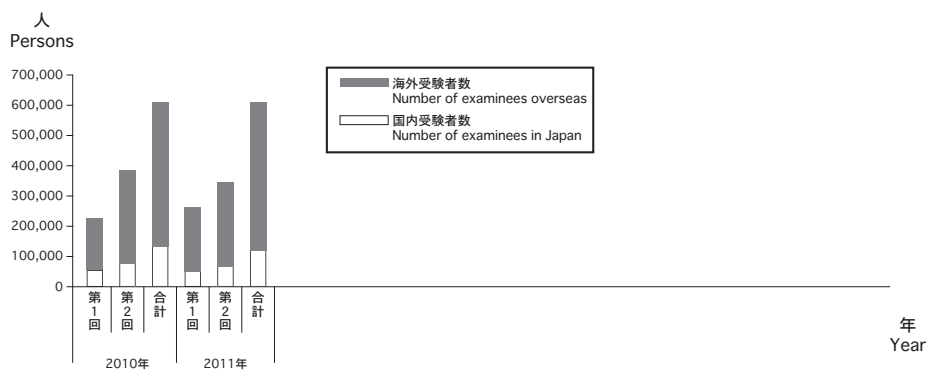 人
Persons
700,000
600,000
500,000
400,000
300,000
200,000
100,000
0
海外受験者数
Number of examinees overseas
国内受験者数
Number of examinees in Japan
第1回
第2回
合計
第1回
第2回
合計
2010年
2011年
年
Year